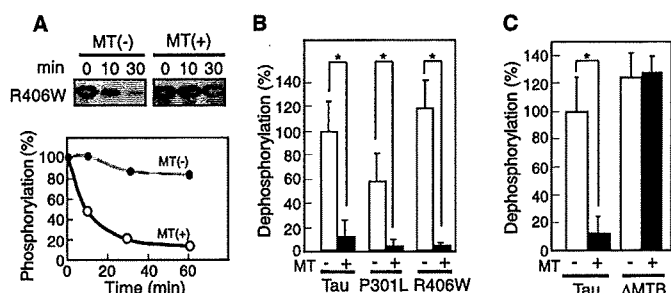 A
MT(-) MT(+)
min 0 10 30 0 10 30
R406W
Phosphorylation (%)
100
80
60
40
20
0
MT(-)
MT(+)
0 20 40 60
Time (min)
B
Dephosphorylation (%)
140
120
100
80
60
40
20
0
* * *
MT - + - + - +
Tau P301L R406W
C
Dephosphorylation (%)
140
120
100
80
60
40
20
0
*
MT - + - +
Tau ΔMTB